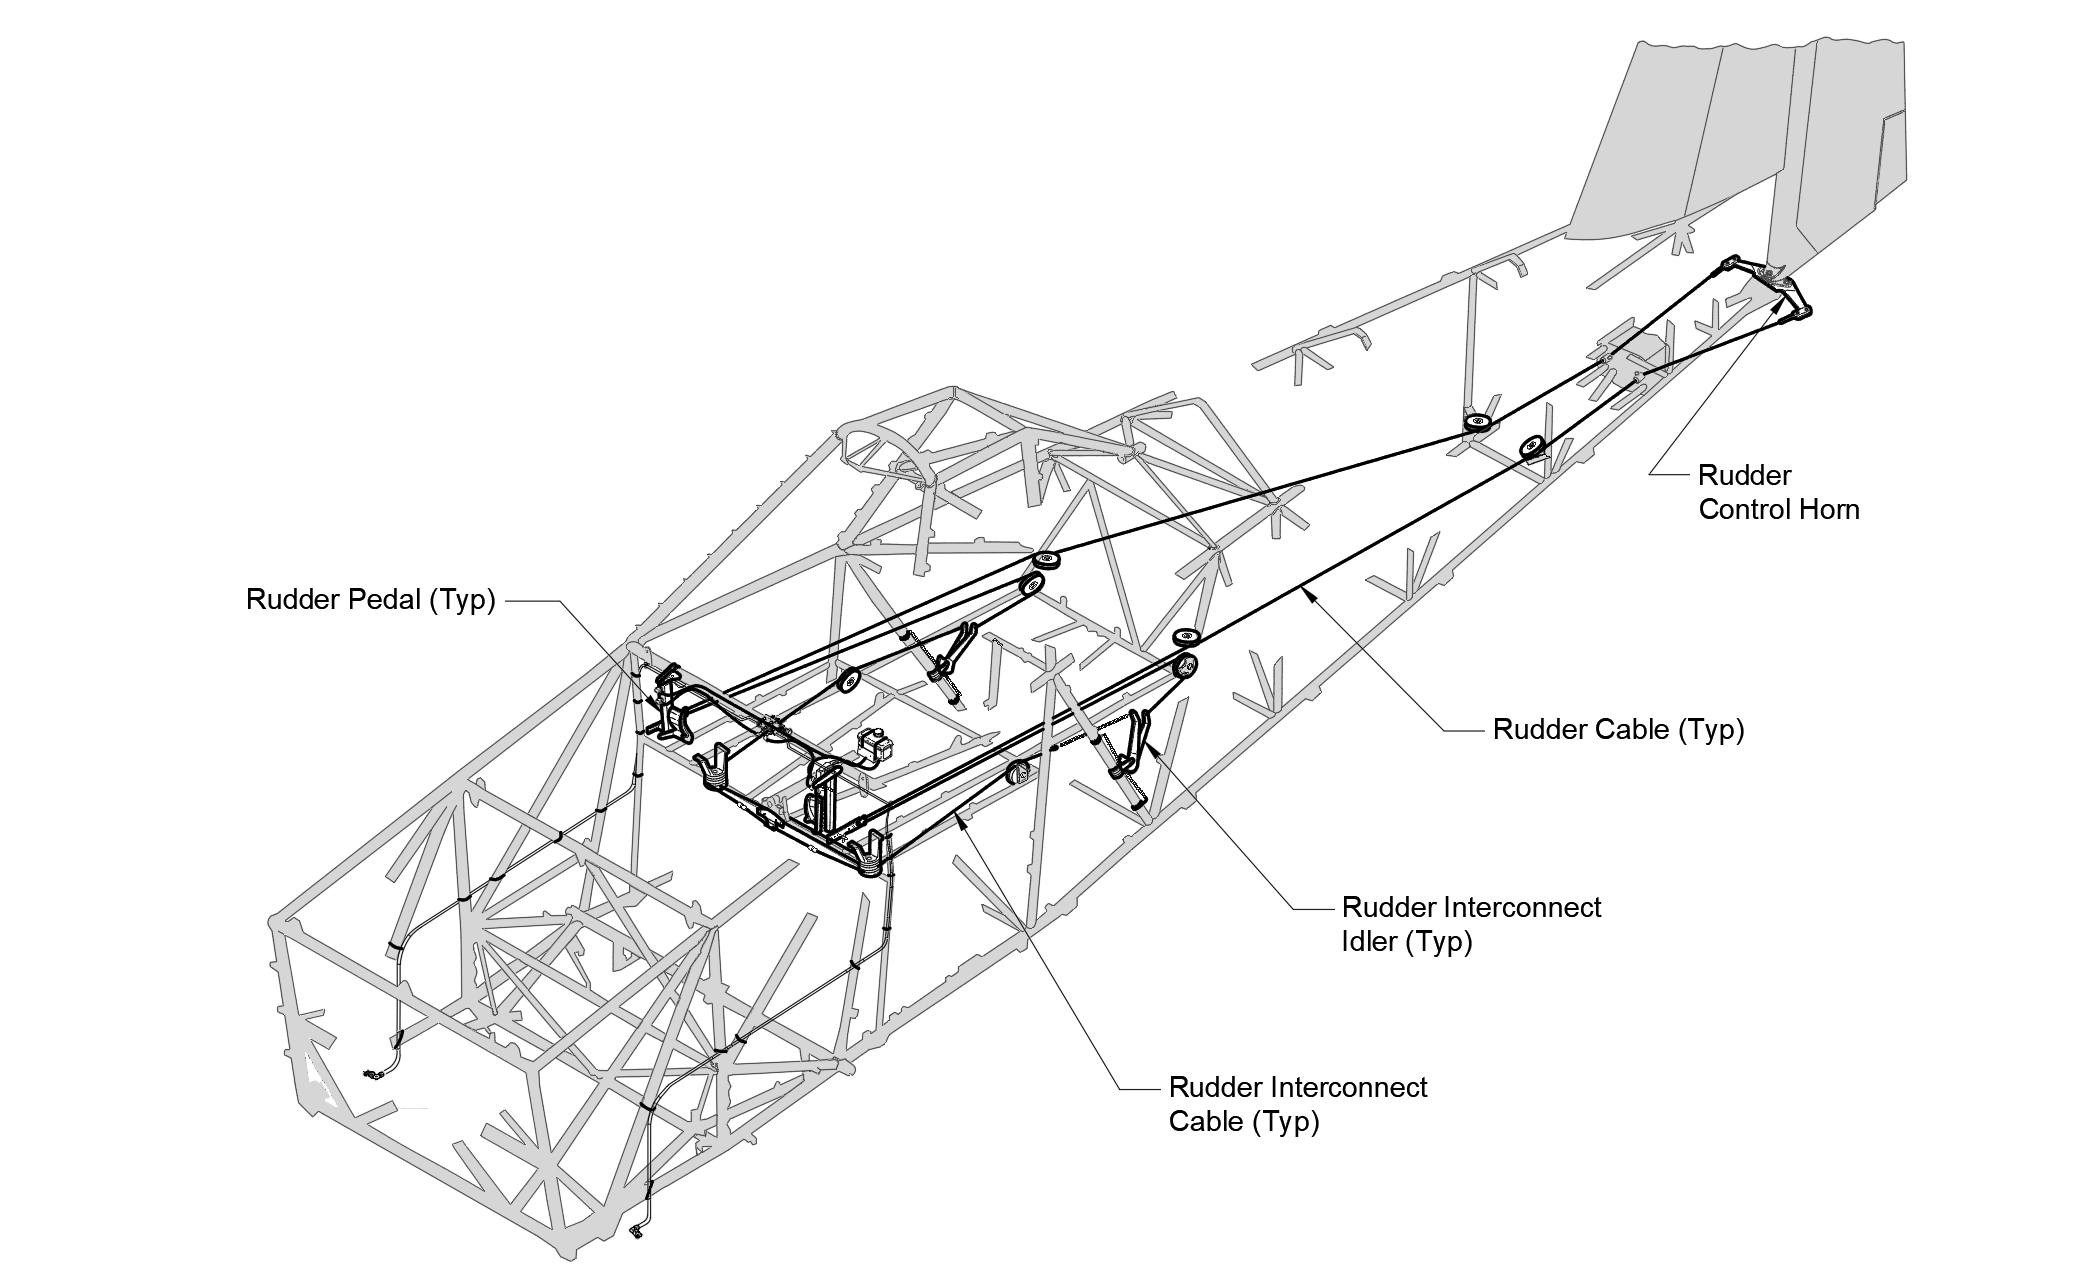 Rudder
Control Horn
Rudder Pedal (Typ)
Rudder Cable (Typ)
Rudder Interconnect
Idler (Typ)
Rudder Interconnect
Cable (Typ)